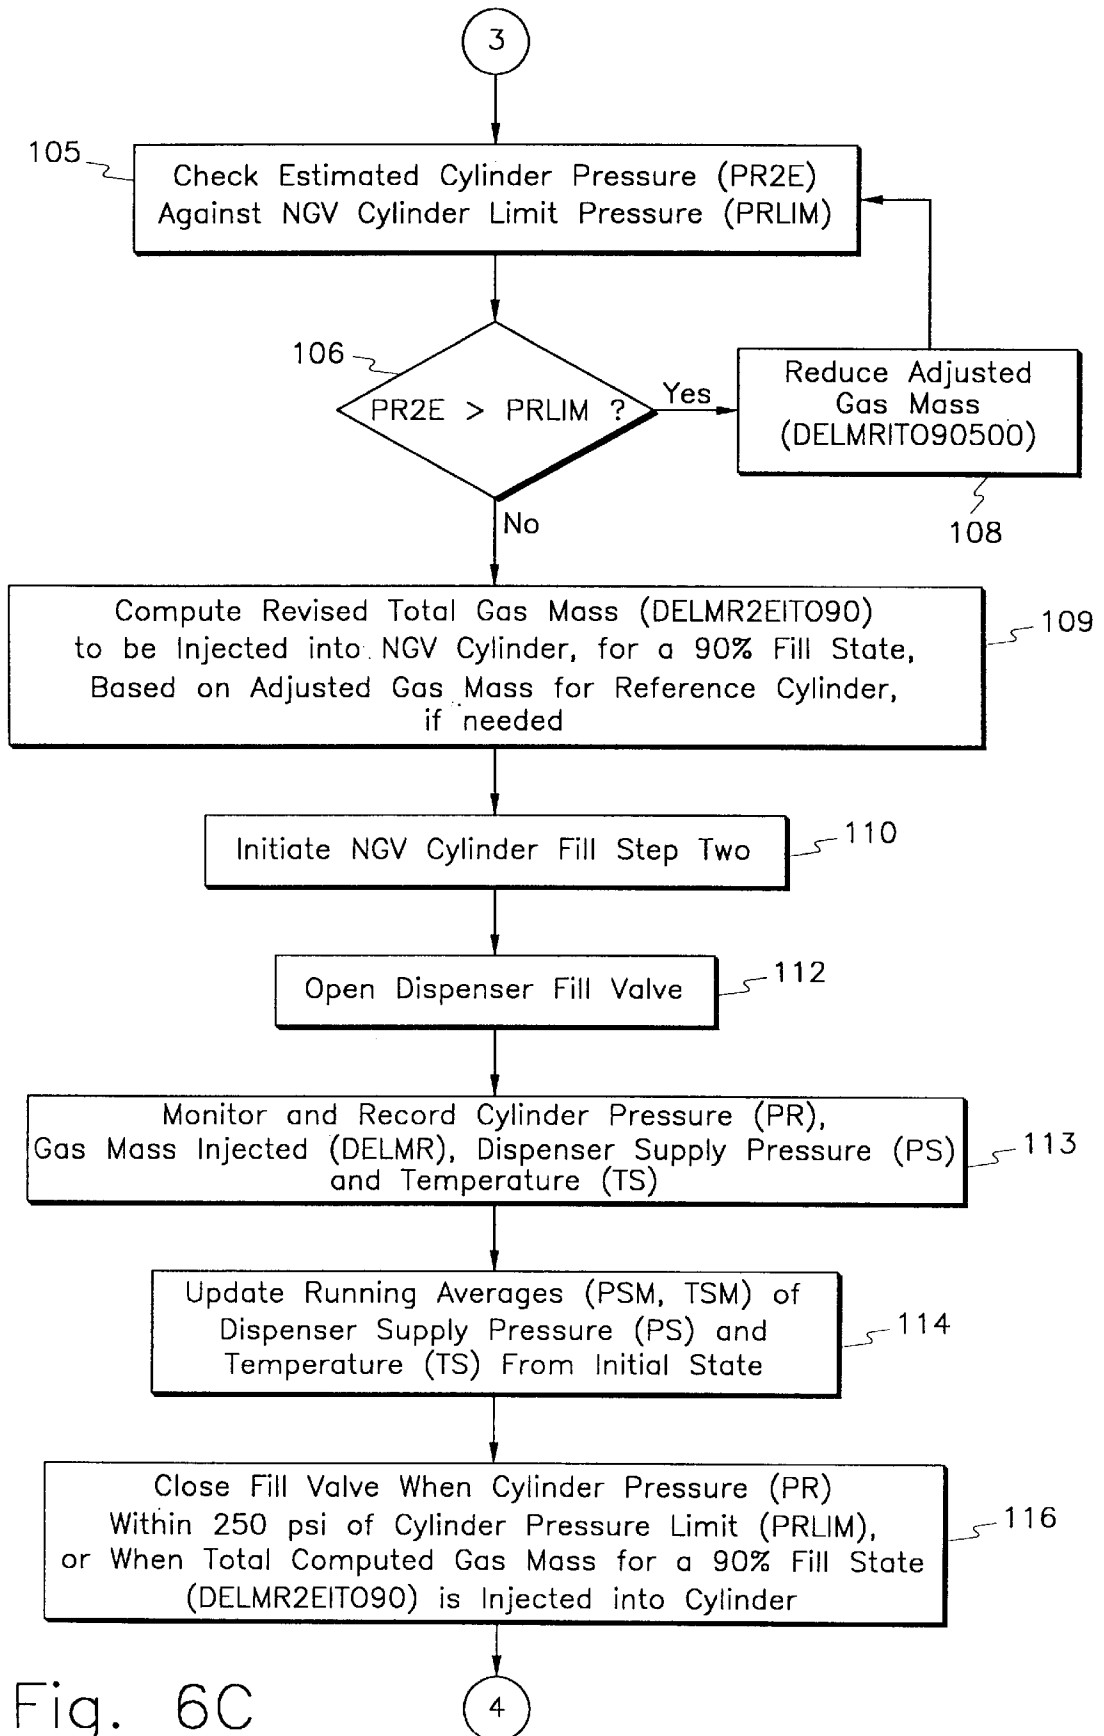 3
105
Check Estimated Cylinder Pressure (PR2E)
Against NGV Cylinder Limit Pressure (PRLIM)
106
PR2E > PRLIM ?
Yes
Reduce Adjusted
Gas Mass
(DELMRITO90500)
108
No
Compute Revised Total Gas Mass (DELMR2EITO90)
to be Injected into NGV Cylinder, for a 90% Fill State,
Based on Adjusted Gas Mass for Reference Cylinder,
if needed
109
Initiate NGV Cylinder Fill Step Two
110
Open Dispenser Fill Valve
112
Monitor and Record Cylinder Pressure (PR),
Gas Mass Injected (DELMR), Dispenser Supply Pressure (PS)
and Temperature (TS)
113
Update Running Averages (PSM, TSM) of
Dispenser Supply Pressure (PS) and
Temperature (TS) From Initial State
114
Close Fill Valve When Cylinder Pressure (PR)
Within 250 psi of Cylinder Pressure Limit (PRLIM),
or When Total Computed Gas Mass for a 90% Fill State
(DELMR2EITO90) is Injected into Cylinder
116
4
Fig. 6C